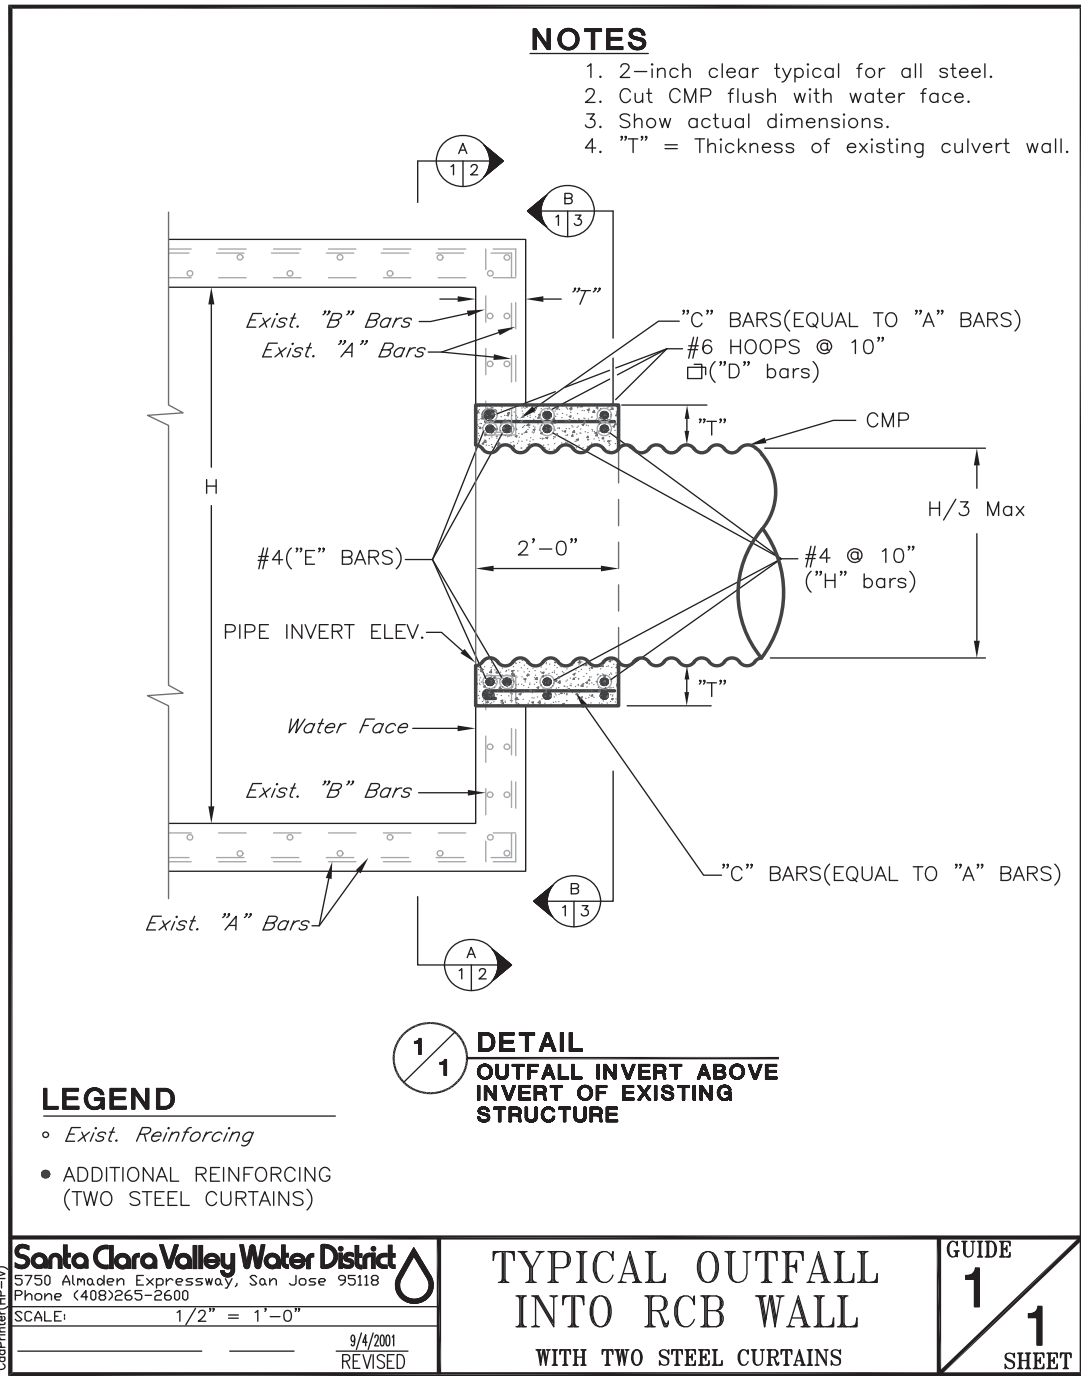 NOTES
1. 2-inch clear typical for all steel.
2. Cut CMP flush with water face.
3. Show actual dimensions.
4. "T" = Thickness of existing culvert wall.
A
1 2
B
1 3
"T"
Exist. "B" Bars
Exist. "A" Bars
"C" BARS(EQUAL TO "A" BARS)
#6 HOOPS @ 10"
("D" bars)
"T"
CMP
H
H/3 Max
#4("E" BARS)
2'-0"
#4 @ 10"
("H" bars)
PIPE INVERT ELEV.
"T"
Water Face
Exist. "B" Bars
"C" BARS(EQUAL TO "A" BARS)
B
1 3
Exist. "A" Bars
A
1 2
1
1
DETAIL
OUTFALL INVERT ABOVE
INVERT OF EXISTING
STRUCTURE
LEGEND
Exist. Reinforcing
ADDITIONAL REINFORCING
(TWO STEEL CURTAINS)
Santa Clara Valley Water District
5750 Almaden Expressway, San Jose 95118
Phone (408)265-2600
SCALE: 1/2" = 1'-0"
9/4/2001
REVISED
TYPICAL OUTFALL
INTO RCB WALL
WITH TWO STEEL CURTAINS
GUIDE
1
1
SHEET